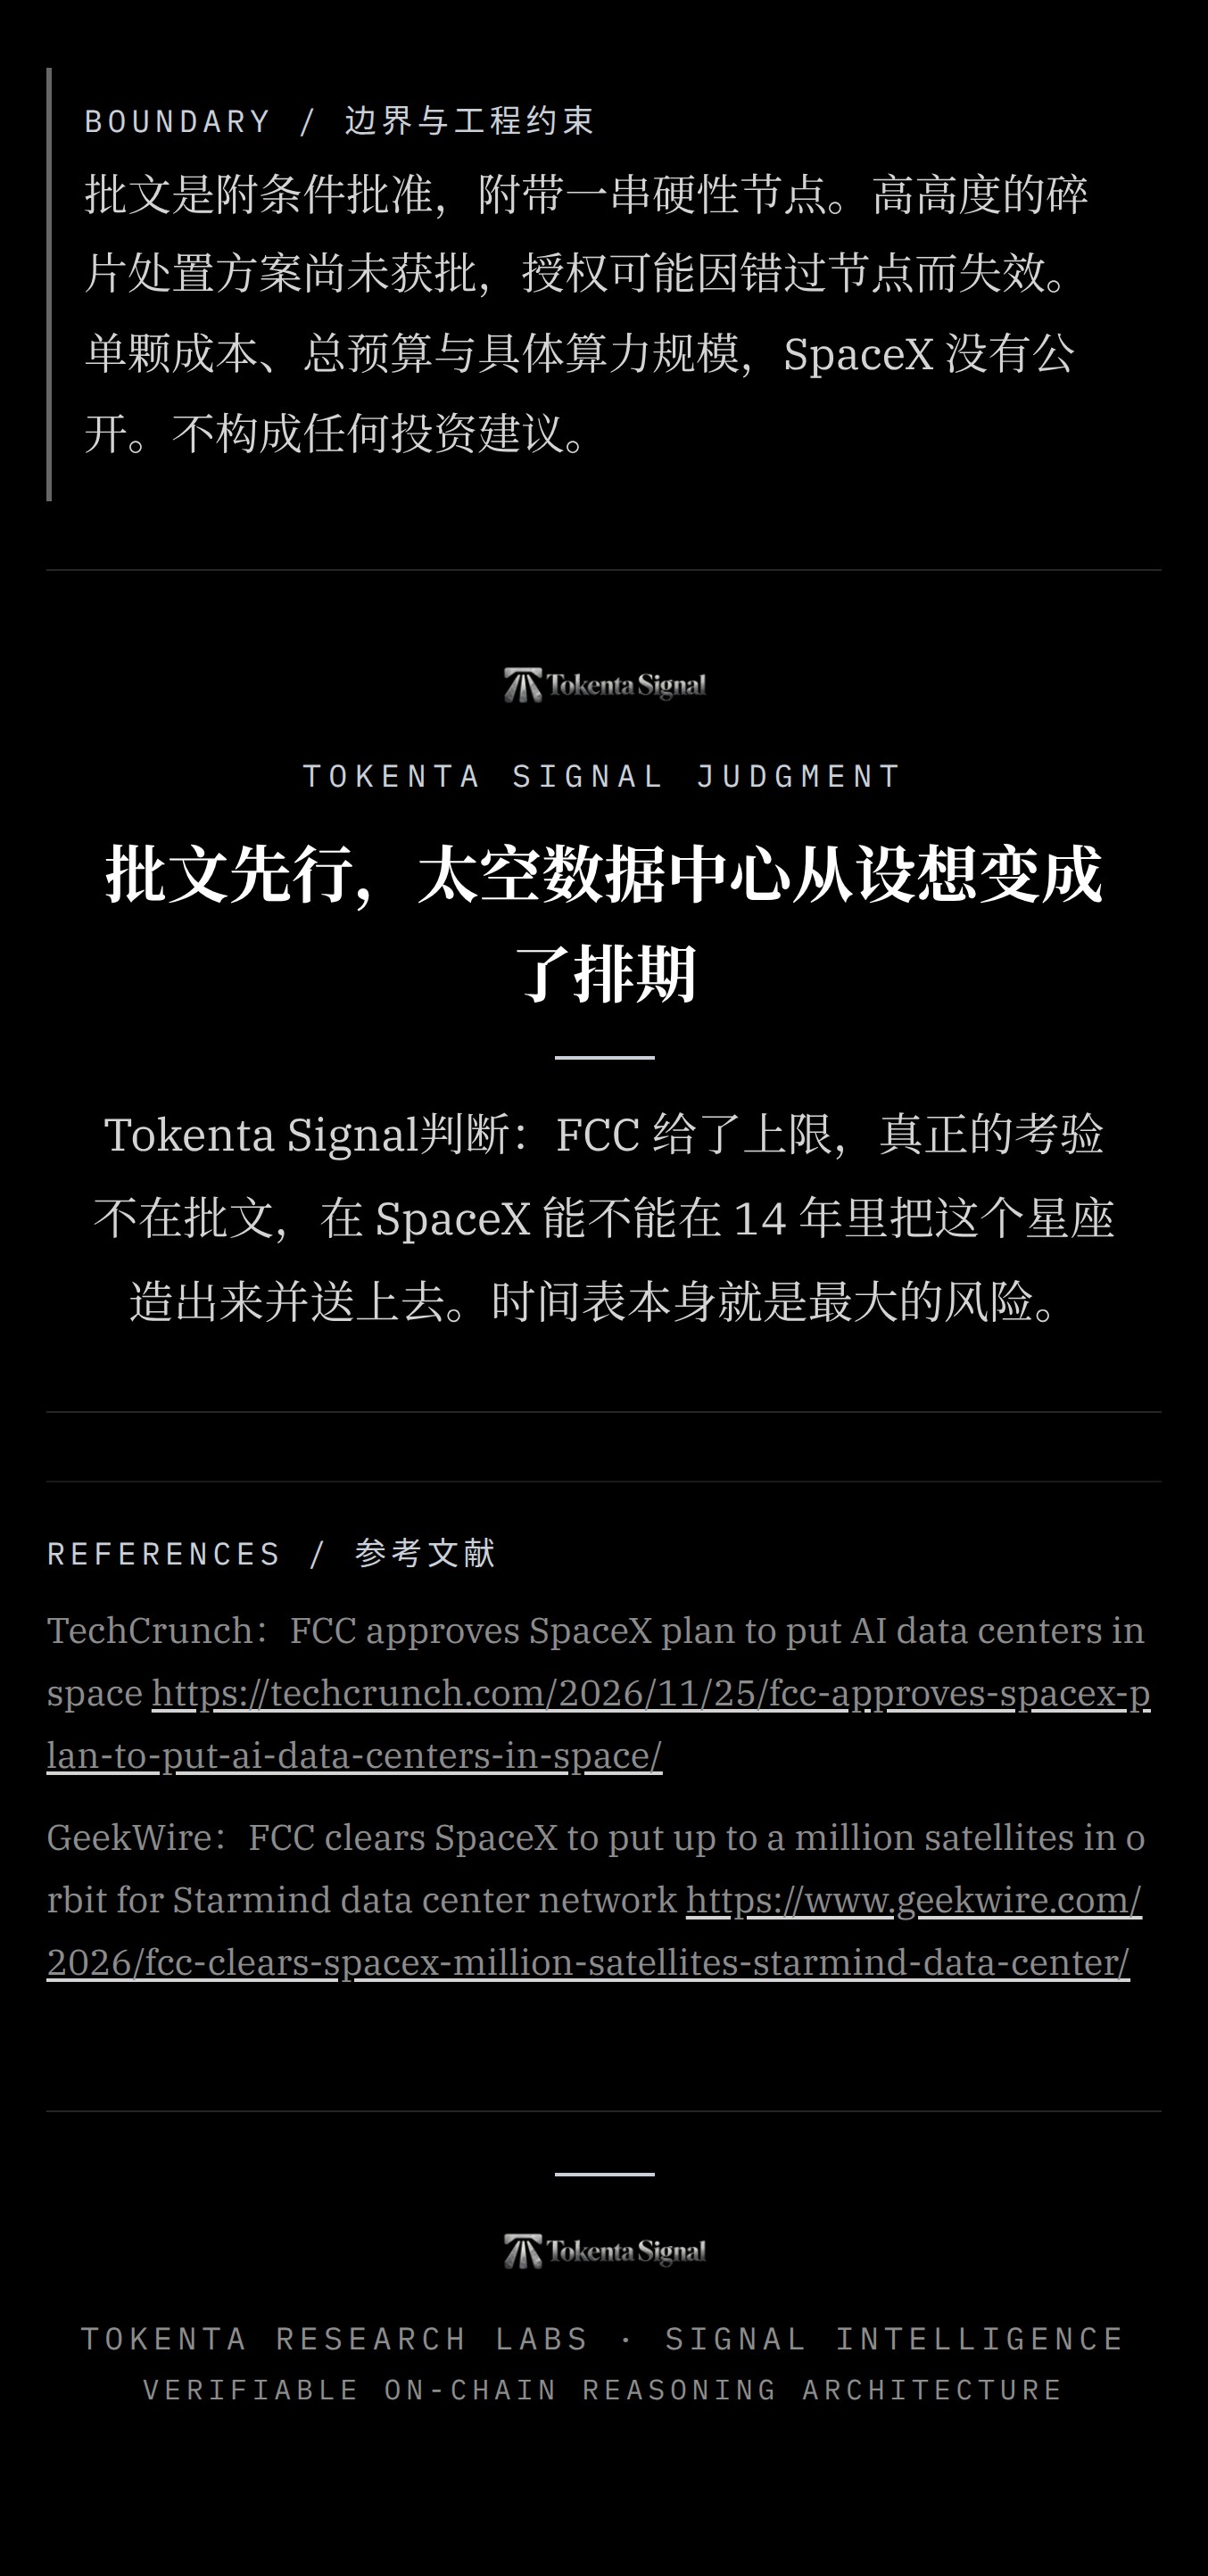 BOUNDARY / 边界与工程约束
批文是附条件批准，附带一串硬性节点。高高度的碎
片处置方案尚未获批，授权可能因错过节点而失效。
单颗成本、总预算与具体算力规模，SpaceX 没有公
开。不构成任何投资建议。
Tokenta Signal
TOKENTA SIGNAL JUDGMENT
批文先行，太空数据中心从设想变成
了排期
Tokenta Signal判断：FCC 给了上限，真正的考验
不在批文，在 SpaceX 能不能在 14 年里把这个星座
造出来并送上去。时间表本身就是最大的风险。
REFERENCES / 参考文献
TechCrunch：FCC approves SpaceX plan to put AI data centers in
space https://techcrunch.com/2026/11/25/fcc-approves-spacex-p
lan-to-put-ai-data-centers-in-space/
GeekWire：FCC clears SpaceX to put up to a million satellites in o
rbit for Starmind data center network https://www.geekwire.com/
2026/fcc-clears-spacex-million-satellites-starmind-data-center/
Tokenta Signal
TOKENTA RESEARCH LABS · SIGNAL INTELLIGENCE
VERIFIABLE ON-CHAIN REASONING ARCHITECTURE